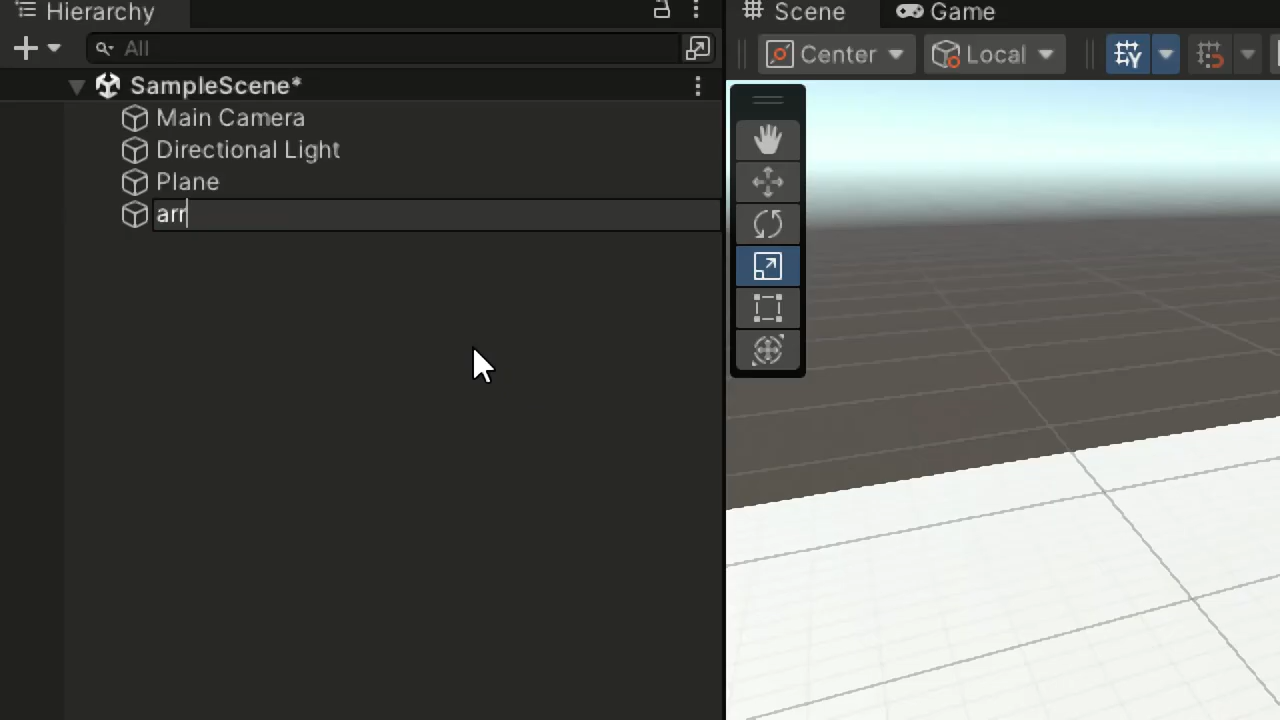 Hierarchy
All
SampleScene*
Main Camera
Directional Light
Plane
arr
Scene
Game
Center
Local